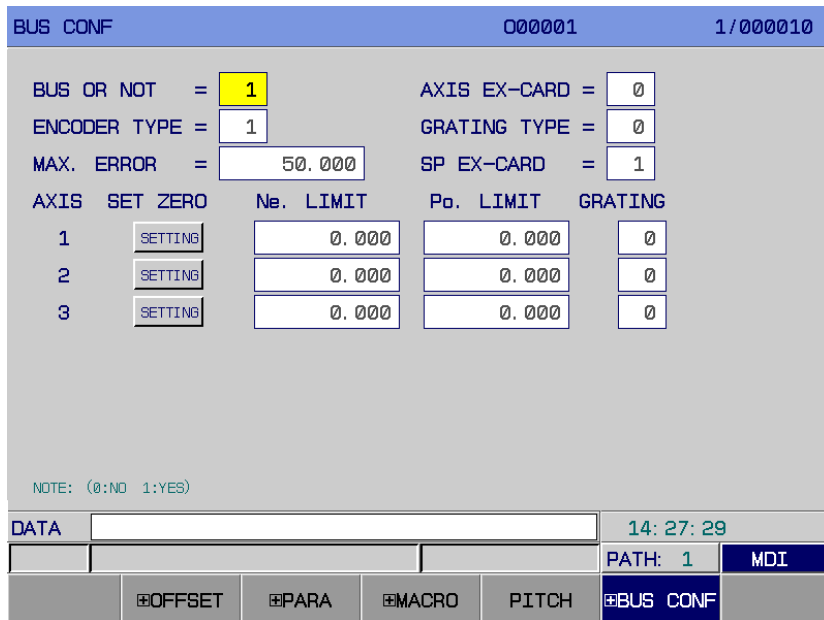 BUS CONF O00001 1/000010
BUS OR NOT = 1 AXIS EX-CARD = 0
ENCODER TYPE = 1 GRATING TYPE = 0
MAX. ERROR = 50.000 SP EX-CARD = 1
AXIS SET ZERO Ne. LIMIT Po. LIMIT GRATING
1 SETTING 0.000 0.000 0
2 SETTING 0.000 0.000 0
3 SETTING 0.000 0.000 0
NOTE: (0:NO 1:YES)
DATA 14:27:29
PATH: 1 MDI
⊞OFFSET ⊞PARA ⊞MACRO PITCH ⊞BUS CONF